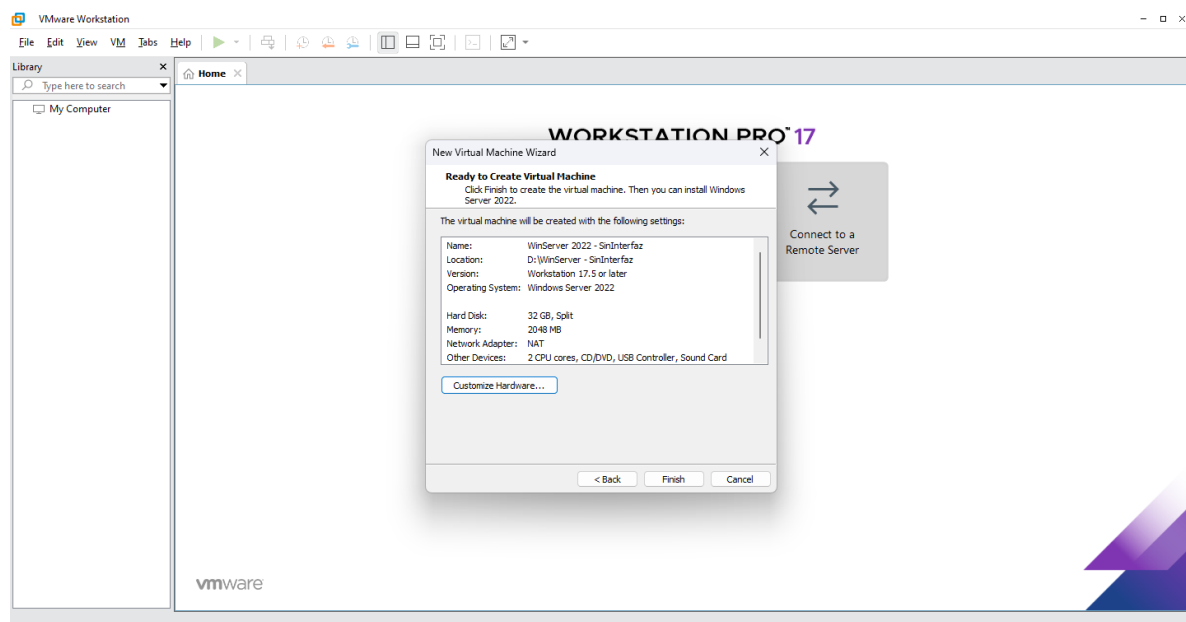 VMware Workstation
File Edit View VM Tabs Help
Library
Type here to search
My Computer
Home
WORKSTATION PRO™ 17
Connect to a
Remote Server
New Virtual Machine Wizard
Ready to Create Virtual Machine
Click Finish to create the virtual machine. Then you can install Windows
Server 2022.
The virtual machine will be created with the following settings:
Name: WinServer 2022 - SinInterfaz
Location: D:\WinServer - SinInterfaz
Version: Workstation 17.5 or later
Operating System: Windows Server 2022
Hard Disk: 32 GB, Split
Memory: 2048 MB
Network Adapter: NAT
Other Devices: 2 CPU cores, CD/DVD, USB Controller, Sound Card
Customize Hardware...
< Back Finish Cancel
vmware